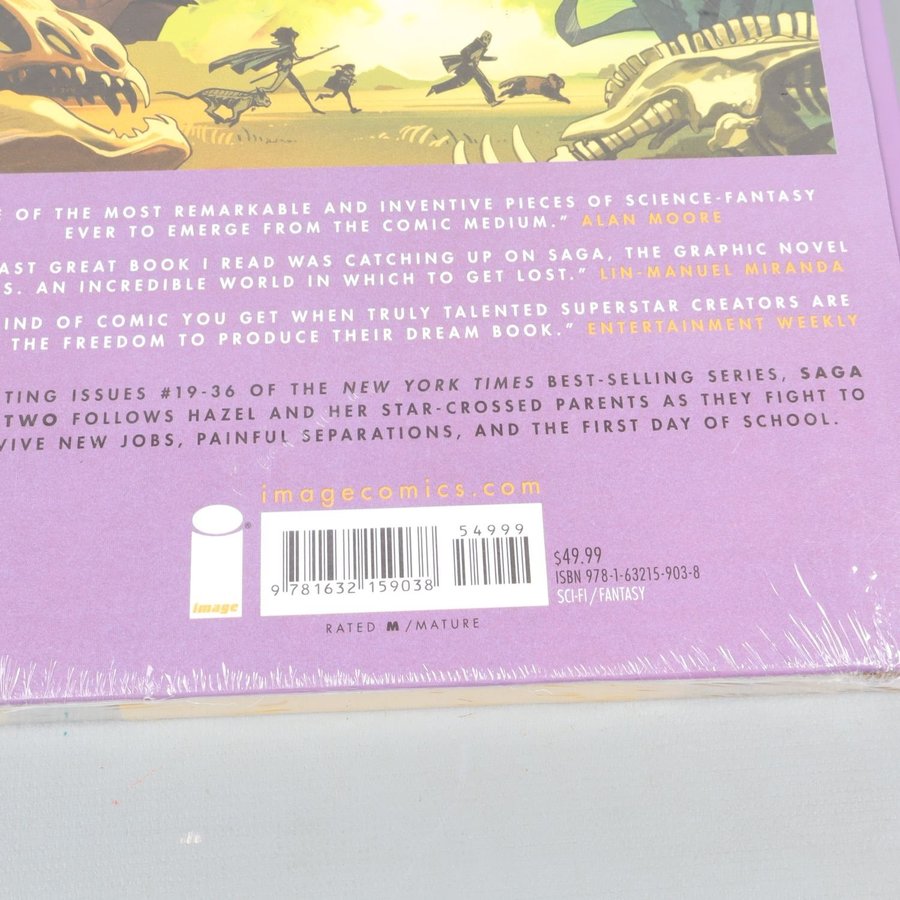 OF THE MOST REMARKABLE AND INVENTIVE PIECES OF SCIENCE-FANTASY
EVER TO EMERGE FROM THE COMIC MEDIUM.” ALAN MOORE
AST GREAT BOOK I READ WAS CATCHING UP ON SAGA, THE GRAPHIC NOVEL
S. AN INCREDIBLE WORLD IN WHICH TO GET LOST.” LIN-MANUEL MIRANDA
IND OF COMIC YOU GET WHEN TRULY TALENTED SUPERSTAR CREATORS ARE
THE FREEDOM TO PRODUCE THEIR DREAM BOOK.” ENTERTAINMENT WEEKLY
TING ISSUES #19-36 OF THE NEW YORK TIMES BEST-SELLING SERIES, SAGA
TWO FOLLOWS HAZEL AND HER STAR-CROSSED PARENTS AS THEY FIGHT TO
VIVE NEW JOBS, PAINFUL SEPARATIONS, AND THE FIRST DAY OF SCHOOL.
imagecomics.com
image®
54999
9 781632 159038
$49.99
ISBN 978-1-63215-903-8
SCI-FI/FANTASY
RATED M/MATURE